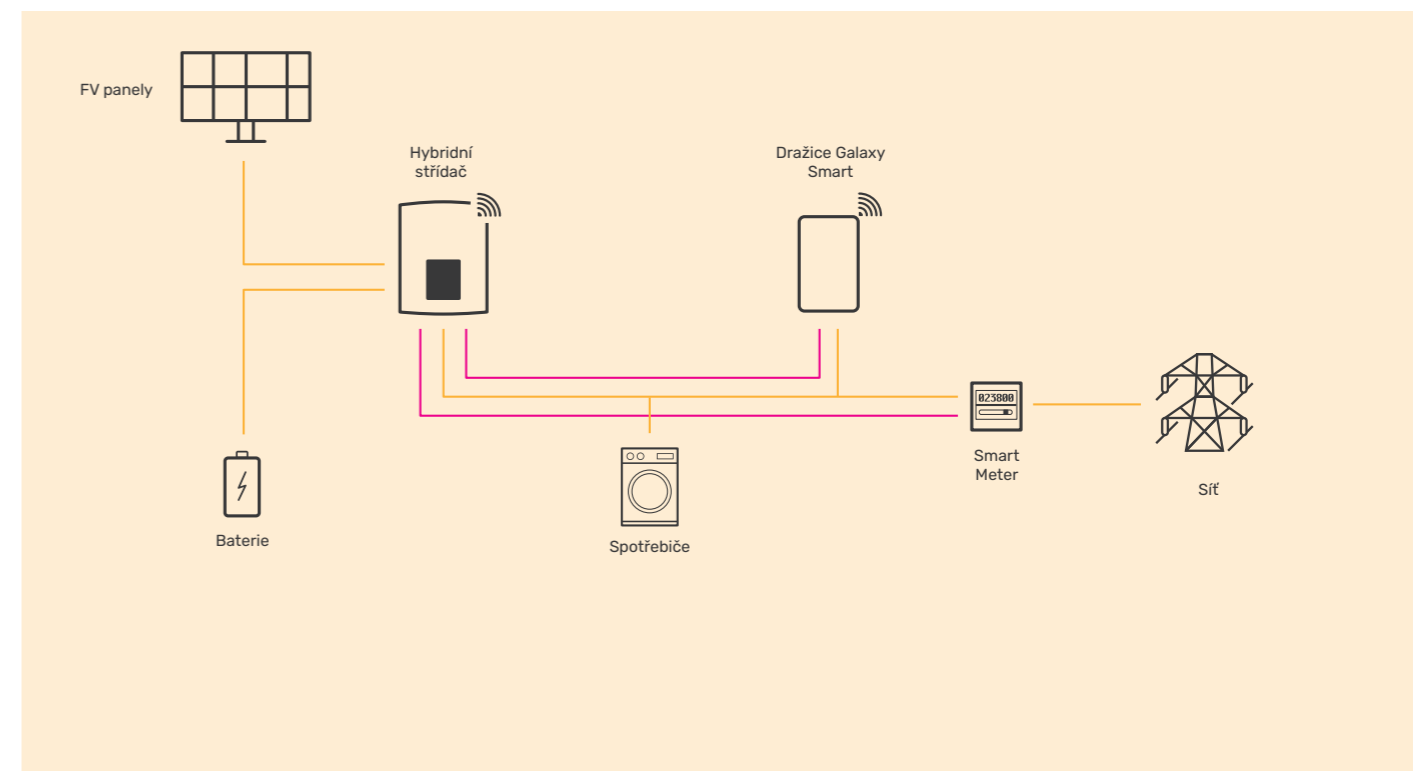 FV panely
Hybridní
střídač
Dražice Galaxy
Smart
023800
Smart
Meter
Síť
Baterie
Spotřebiče